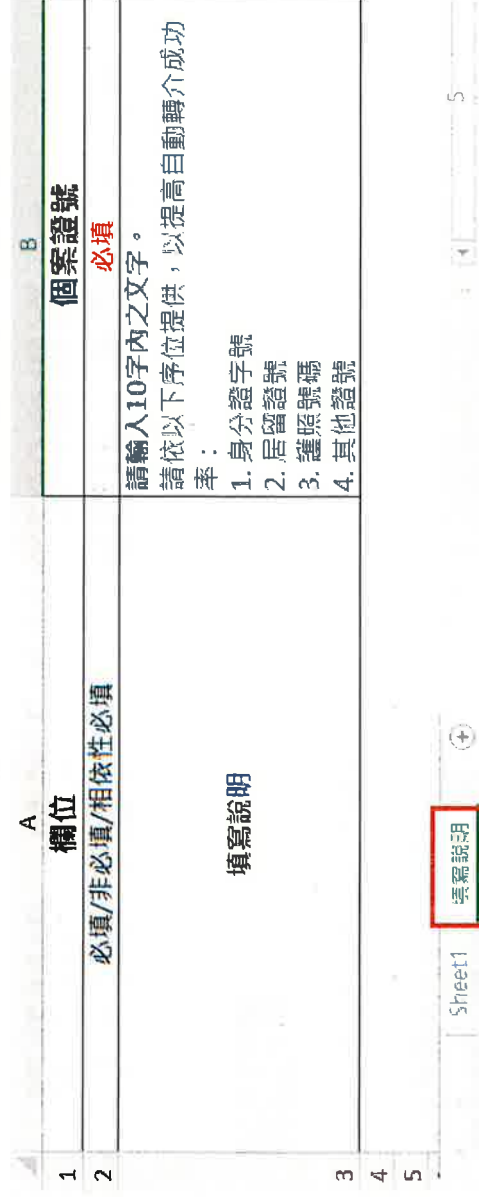 A B
1 欄位 個案證號
2 必填/非必填/相依性必填 必填
請輸入10字內之文字。
請依以下序位提供，以提高自動轉介成功
率：
1. 身分證字號
2. 居留證號
3. 護照號碼
4. 其他證號
3 填寫說明
4
5
Sheet1 填寫說明
5